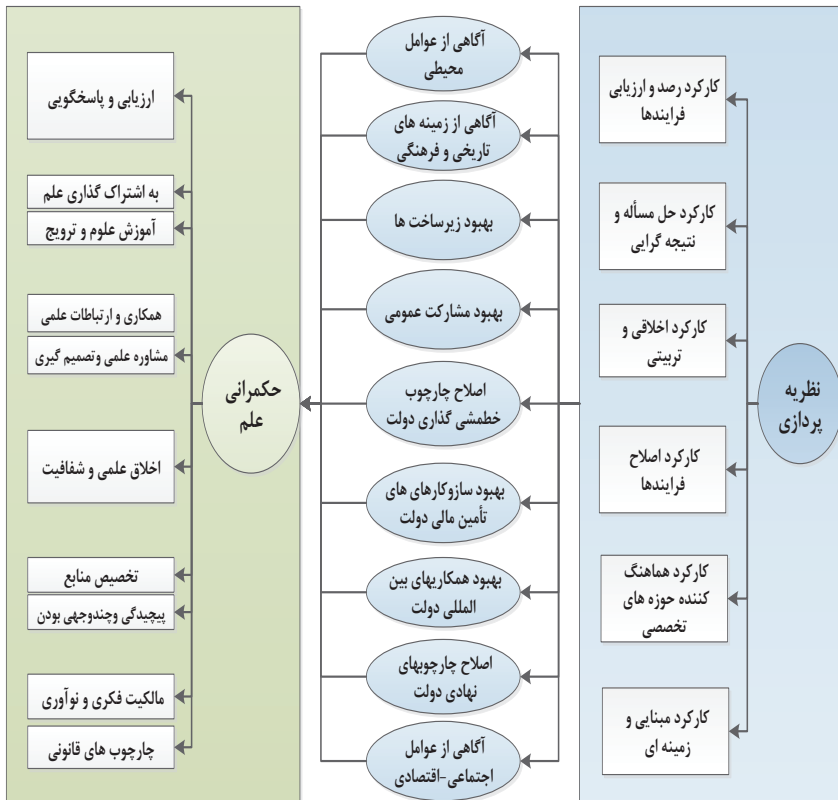 نظریه
پردازی
کارکرد رصد و ارزیابی
فرایندها
کارکرد حل مسأله و
نتیجه گرایی
کارکرد اخلاقی و
تربیتی
کارکرد اصلاح
فرایندها
کارکرد هماهنگ
کننده حوزه های
تخصصی
کارکرد مبنایی و
زمینه ای
آگاهی از عوامل
محیطی
آگاهی از زمینه های
تاریخی و فرهنگی
بهبود زیرساخت ها
بهبود مشارکت عمومی
اصلاح چارچوب
خطمشی گذاری دولت
بهبود سازوکارهای های
تأمین مالی دولت
بهبود همکاریهای بین
المللی دولت
اصلاح چارچوبهای
نهادی دولت
آگاهی از عوامل
اجتماعی-اقتصادی
حکمرانی
علم
ارزیابی و پاسخگویی
به اشتراک گذاری علم
آموزش علوم و ترویج
همکاری و ارتباطات علمی
مشاوره علمی وتصمیم گیری
اخلاق علمی و شفافیت
تخصیص منابع
پیچیدگی وچندوجهی بودن
مالکیت فکری و نوآوری
چارچوب های قانونی